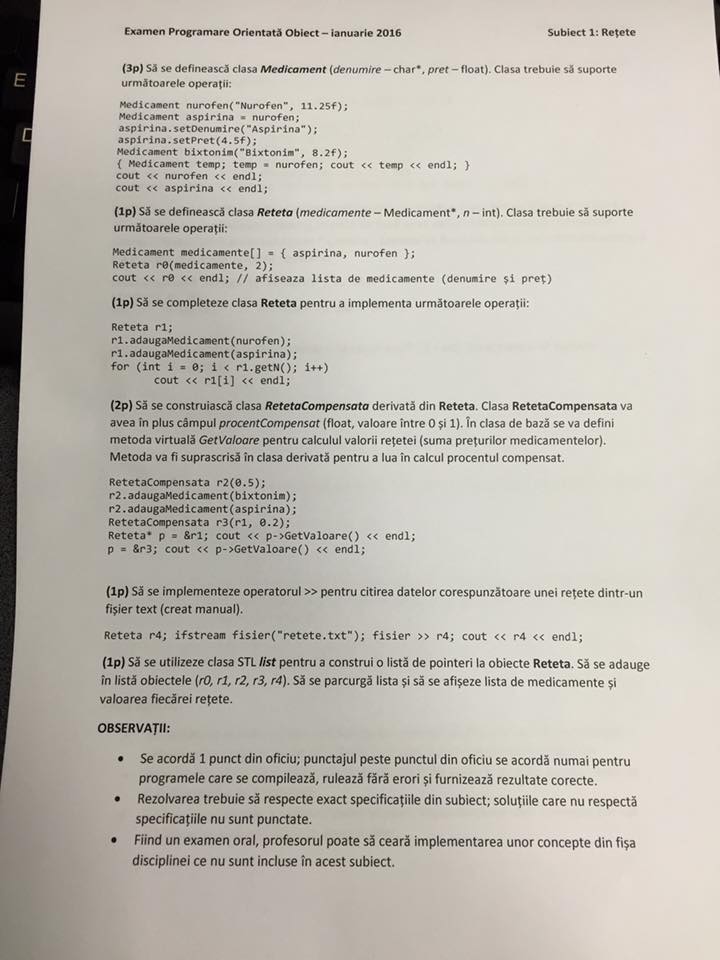 Examen Programare Orientată Obiect – ianuarie 2016 Subiect 1: Rețete
(3p) Să se definească clasa Medicament (denumire – char*, pret – float). Clasa trebuie să suporte
următoarele operații:
Medicament nurofen("Nurofen", 11.25f);
Medicament aspirina = nurofen;
aspirina.setDenumire("Aspirina");
aspirina.setPret(4.5f);
Medicament bixtonim("Bixtonim", 8.2f);
{ Medicament temp; temp = nurofen; cout << temp << endl; }
cout << nurofen << endl;
cout << aspirina << endl;
(1p) Să se definească clasa Reteta (medicamente – Medicament*, n – int). Clasa trebuie să suporte
următoarele operații:
Medicament medicamente[] = { aspirina, nurofen };
Reteta r0(medicamente, 2);
cout << r0 << endl; // afiseaza lista de medicamente (denumire și preț)
(1p) Să se completeze clasa Reteta pentru a implementa următoarele operații:
Reteta r1;
r1.adaugaMedicament(nurofen);
r1.adaugaMedicament(aspirina);
for (int i = 0; i < r1.getN(); i++)
cout << r1[i] << endl;
(2p) Să se construiască clasa RetetaCompensata derivată din Reteta. Clasa RetetaCompensata va
avea în plus câmpul procentCompensat (float, valoare între 0 și 1). În clasa de bază se va defini
metoda virtuală GetValoare pentru calculul valorii rețetei (suma prețurilor medicamentelor).
Metoda va fi suprascrisă în clasa derivată pentru a lua în calcul procentul compensat.
RetetaCompensata r2(0.5);
r2.adaugaMedicament(bixtonim);
r2.adaugaMedicament(aspirina);
RetetaCompensata r3(r1, 0.2);
Reteta* p = &r1; cout << p->GetValoare() << endl;
p = &r3; cout << p->GetValoare() << endl;
(1p) Să se implementeze operatorul >> pentru citirea datelor corespunzătoare unei rețete dintr-un
fișier text (creat manual).
Reteta r4; ifstream fisier("retete.txt"); fisier >> r4; cout << r4 << endl;
(1p) Să se utilizeze clasa STL list pentru a construi o listă de pointeri la obiecte Reteta. Să se adauge
în listă obiectele (r0, r1, r2, r3, r4). Să se parcurgă lista și să se afișeze lista de medicamente și
valoarea fiecărei rețete.
OBSERVAȚII:
• Se acordă 1 punct din oficiu; punctajul peste punctul din oficiu se acordă numai pentru
programele care se compilează, rulează fără erori și furnizează rezultate corecte.
• Rezolvarea trebuie să respecte exact specificațiile din subiect; soluțiile care nu respectă
specificațiile nu sunt punctate.
• Fiind un examen oral, profesorul poate să ceară implementarea unor concepte din fișa
disciplinei ce nu sunt incluse în acest subiect.
E